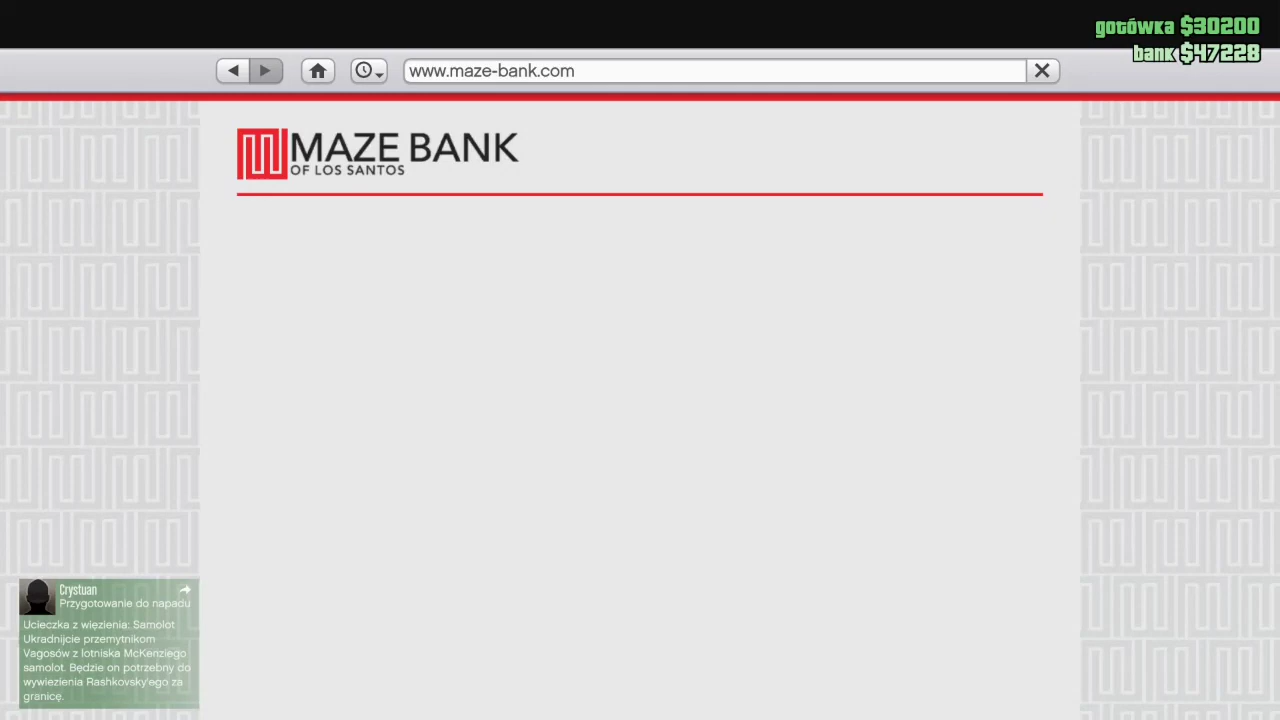 gotówka $30200
bank $47228
www.maze-bank.com
MAZE BANK
OF LOS SANTOS
Crystuan
Przygotowanie do napadu
Ucieczka z więzienia: Samolot
Ukradnijcie przemytnikom
Vagosów z lotniska McKenziego
samolot. Będzie on potrzebny do
wywiezienia Rashkovsky'ego za
granicę.